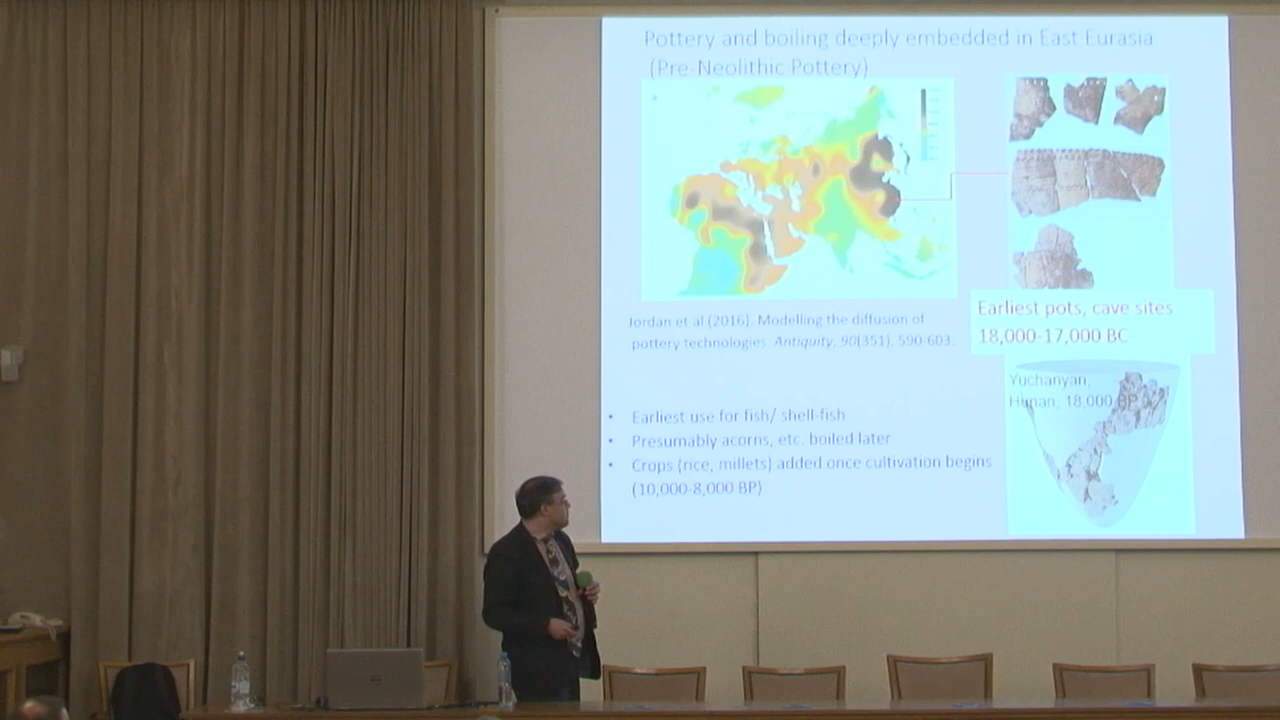 Pottery and boiling deeply embedded in East Eurasia
(Pre-Neolithic Pottery)
Jordan et al (2016). Modelling the diffusion of
pottery technologies. Antiquity, 90(351), 590-603.
Earliest pots, cave sites
18,000-17,000 BC
Yuchanyan,
Hunan, 18,000 BP
• Earliest use for fish/ shell-fish
• Presumably acorns, etc. boiled later
• Crops (rice, millets) added once cultivation begins
(10,000-8,000 BP)